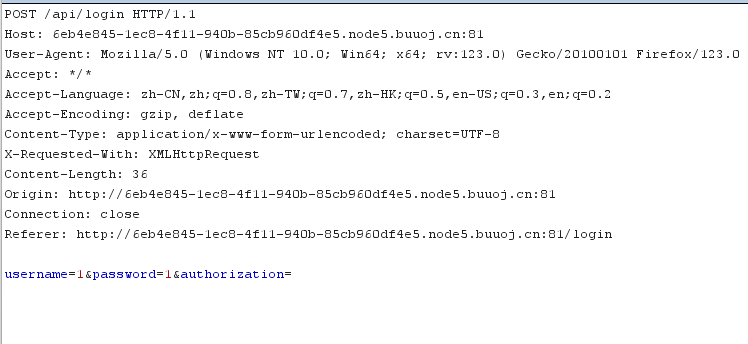 POST /api/login HTTP/1.1
Host: 6eb4e845-1ec8-4f11-940b-85cb960df4e5.node5.buuoj.cn:81
User-Agent: Mozilla/5.0 (Windows NT 10.0; Win64; x64; rv:123.0) Gecko/20100101 Firefox/123.0
Accept: */*
Accept-Language: zh-CN,zh;q=0.8,zh-TW;q=0.7,zh-HK;q=0.5,en-US;q=0.3,en;q=0.2
Accept-Encoding: gzip, deflate
Content-Type: application/x-www-form-urlencoded; charset=UTF-8
X-Requested-With: XMLHttpRequest
Content-Length: 36
Origin: http://6eb4e845-1ec8-4f11-940b-85cb960df4e5.node5.buuoj.cn:81
Connection: close
Referer: http://6eb4e845-1ec8-4f11-940b-85cb960df4e5.node5.buuoj.cn:81/login
username=1&password=1&authorization=